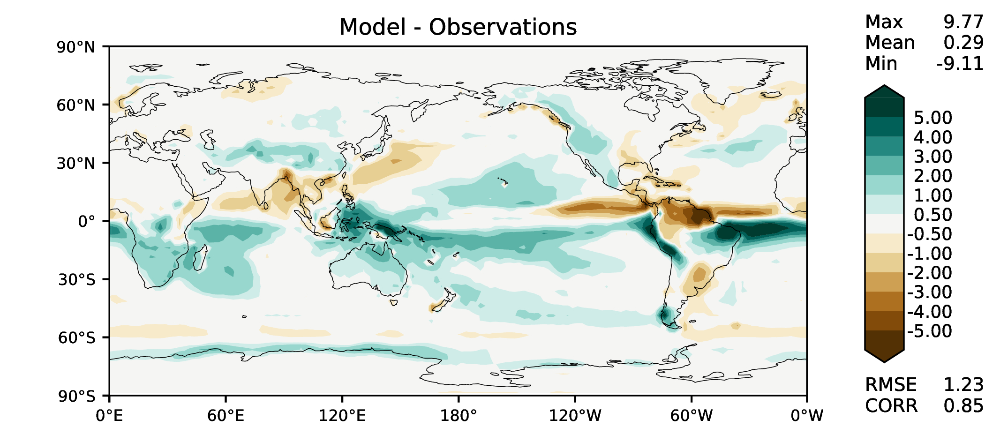 Model - Observations
Max 9.77
Mean 0.29
Min -9.11
90°N
60°N
30°N
0°
30°S
60°S
90°S
0°E 60°E 120°E 180° 120°W 60°W 0°W
5.00
4.00
3.00
2.00
1.00
0.50
-0.50
-1.00
-2.00
-3.00
-4.00
-5.00
RMSE 1.23
CORR 0.85